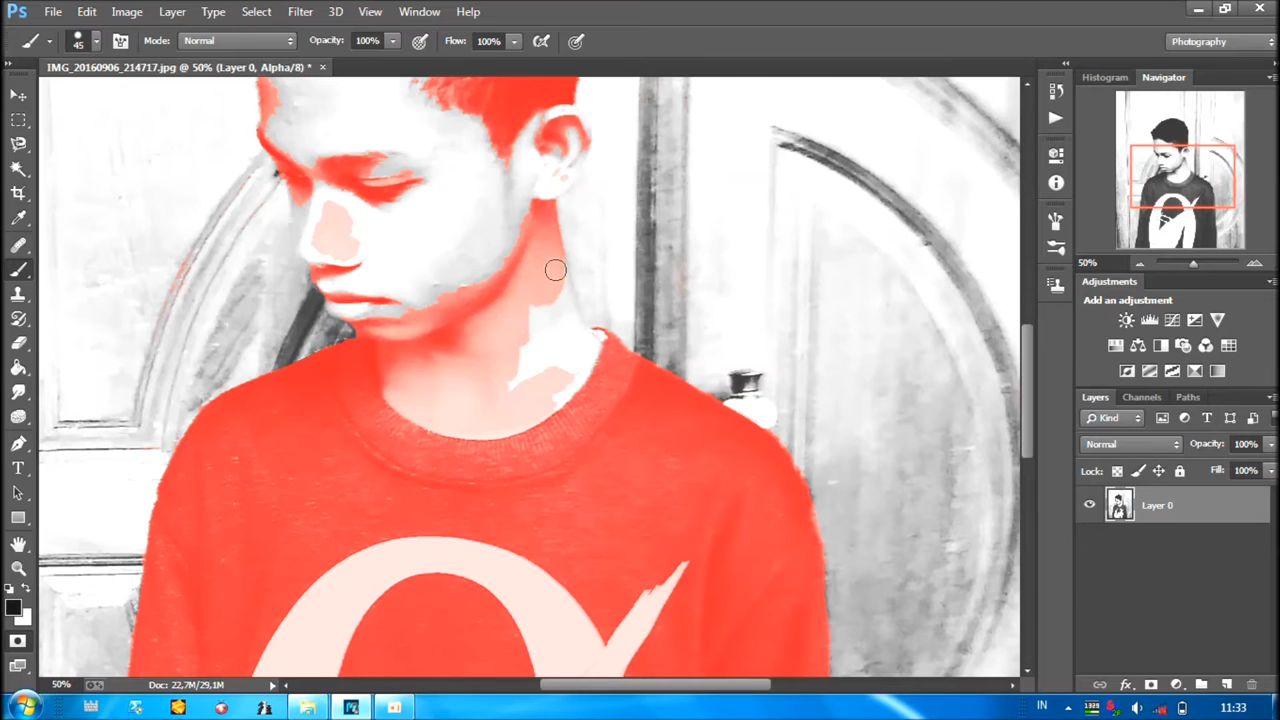 Ps File Edit Image Layer Type Select Filter 3D View Window Help
45 Mode: Normal Opacity: 100% Flow: 100% Photography
IMG_20160906_214717.jpg @ 50% (Layer 0, Alpha/8) * ×
Histogram Navigator
50%
Adjustments
Add an adjustment
Layers Channels Paths
Kind
Normal Opacity: 100%
Lock: Fill: 100%
Layer 0
50% Doc: 22,7M/29,1M
IN 11:33